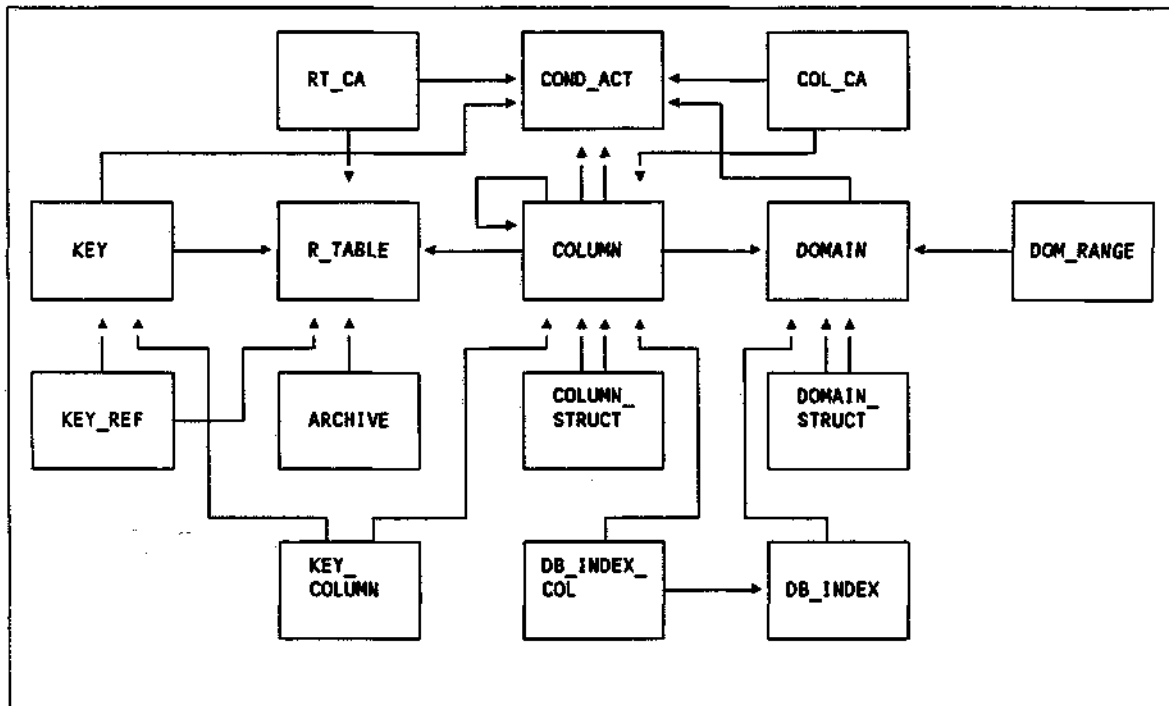 RT_CA
COND_ACT
COL_CA
KEY
R_TABLE
COLUMN
DOMAIN
DOM_RANGE
KEY_REF
ARCHIVE
COLUMN_
STRUCT
DOMAIN_
STRUCT
KEY_
COLUMN
DB_INDEX_
COL
DB_INDEX